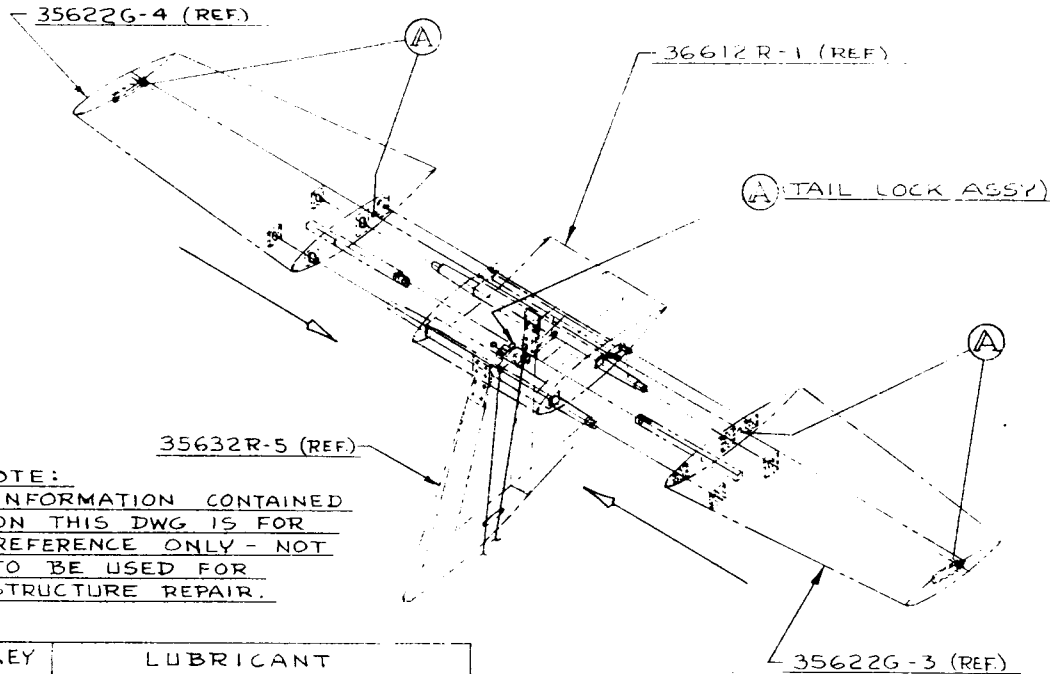 35622G-4 (REF.)
A
36612R-1 (REF)
A (TAIL LOCK ASSY)
A
35632R-5 (REF.)
OTE:
NFORMATION CONTAINED
ON THIS DWG IS FOR
REFERENCE ONLY - NOT
TO BE USED FOR
STRUCTURE REPAIR.
EY LUBRICANT
35622G-3 (REF.)